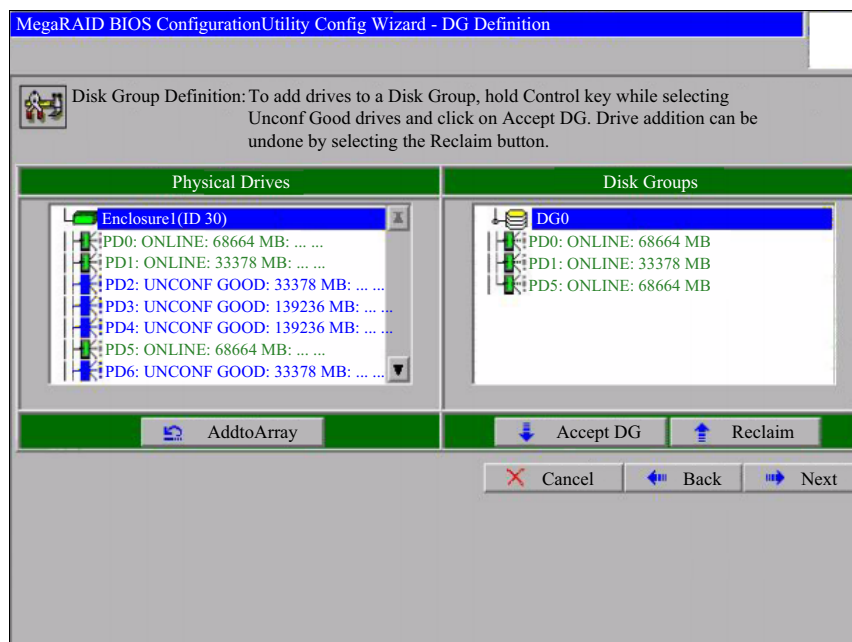 MegaRAID BIOS ConfigurationUtility Config Wizard - DG Definition
Disk Group Definition: To add drives to a Disk Group, hold Control key while selecting
Unconf Good drives and click on Accept DG. Drive addition can be
undone by selecting the Reclaim button.
Physical Drives
Enclosure1(ID 30)
PD0: ONLINE: 68664 MB: ... ...
PD1: ONLINE: 33378 MB: ... ...
PD2: UNCONF GOOD: 33378 MB: ... ...
PD3: UNCONF GOOD: 139236 MB: ... ...
PD4: UNCONF GOOD: 139236 MB: ... ...
PD5: ONLINE: 68664 MB: ... ...
PD6: UNCONF GOOD: 33378 MB: ... ...
AddtoArray
Disk Groups
DG0
PD0: ONLINE: 68664 MB
PD1: ONLINE: 33378 MB
PD5: ONLINE: 68664 MB
Accept DG
Reclaim
Cancel
Back
Next